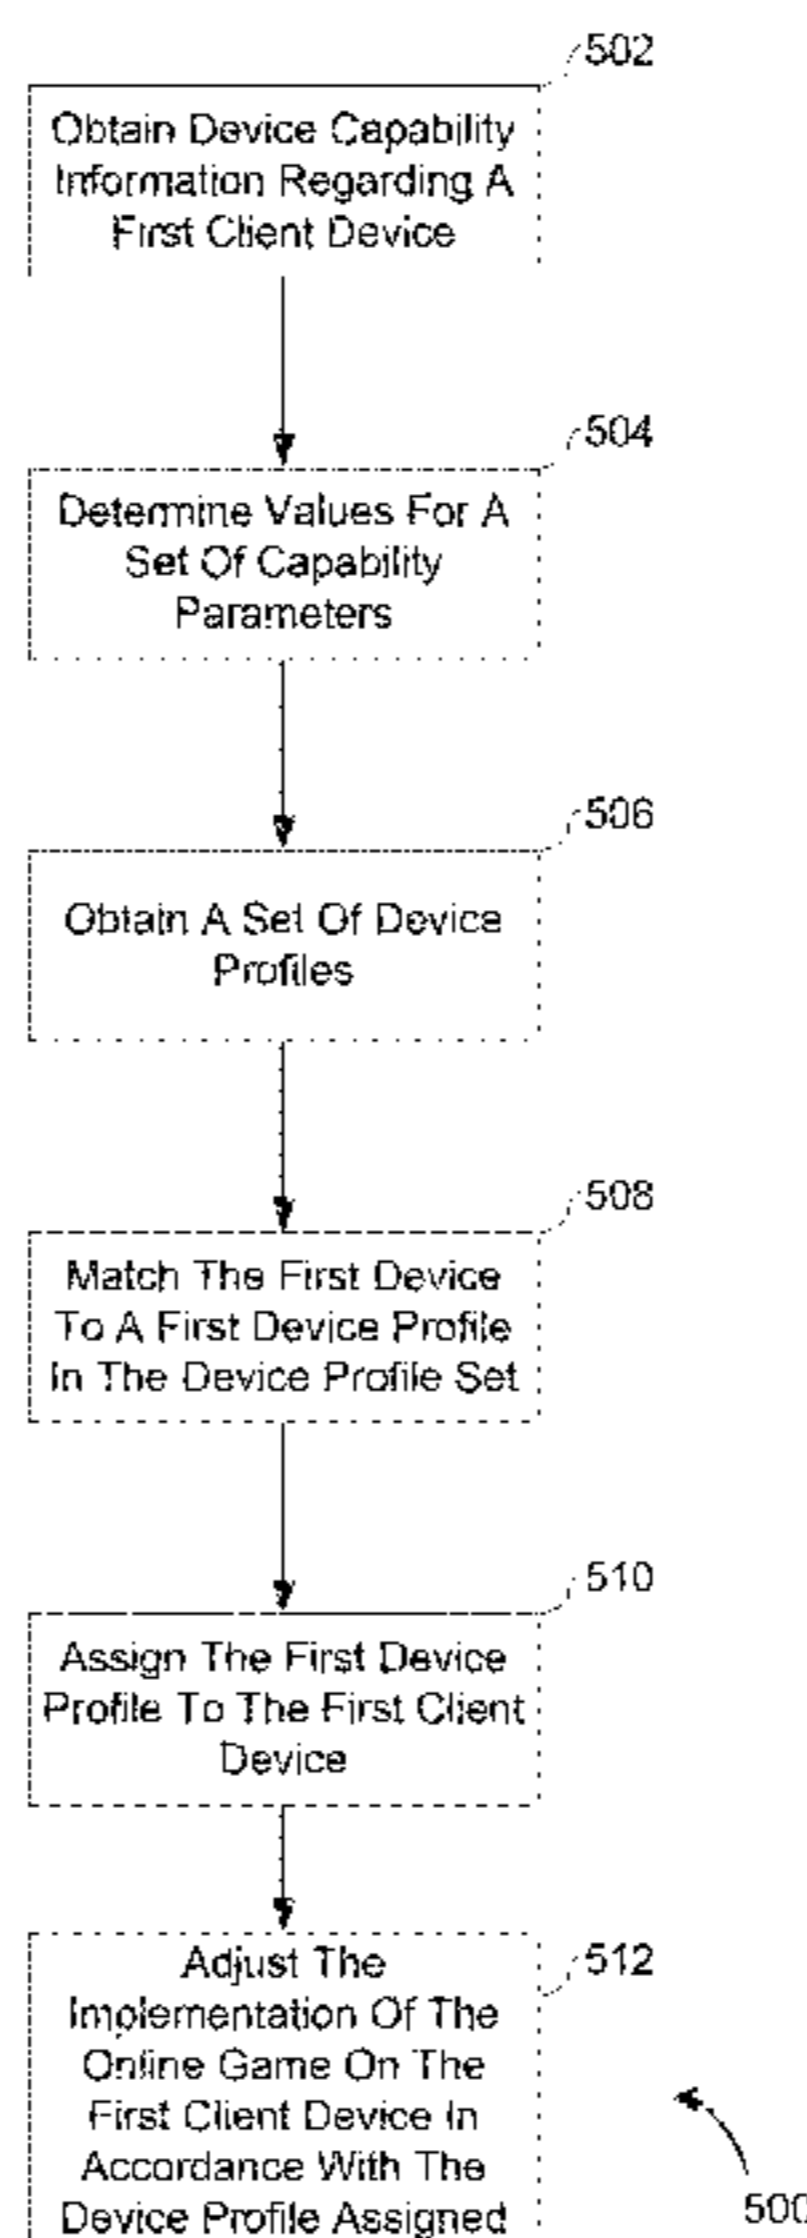 502
Obtain Device Capability
Information Regarding A
First Client Device
504
Determine Values For A
Set Of Capability
Parameters
506
Obtain A Set Of Device
Profiles
508
Match The First Device
To A First Device Profile
In The Device Profile Set
510
Assign The First Device
Profile To The First Client
Device
512
Adjust The
Implementation Of The
Online Game On The
First Client Device In
Accordance With The
Device Profile Assigned
500